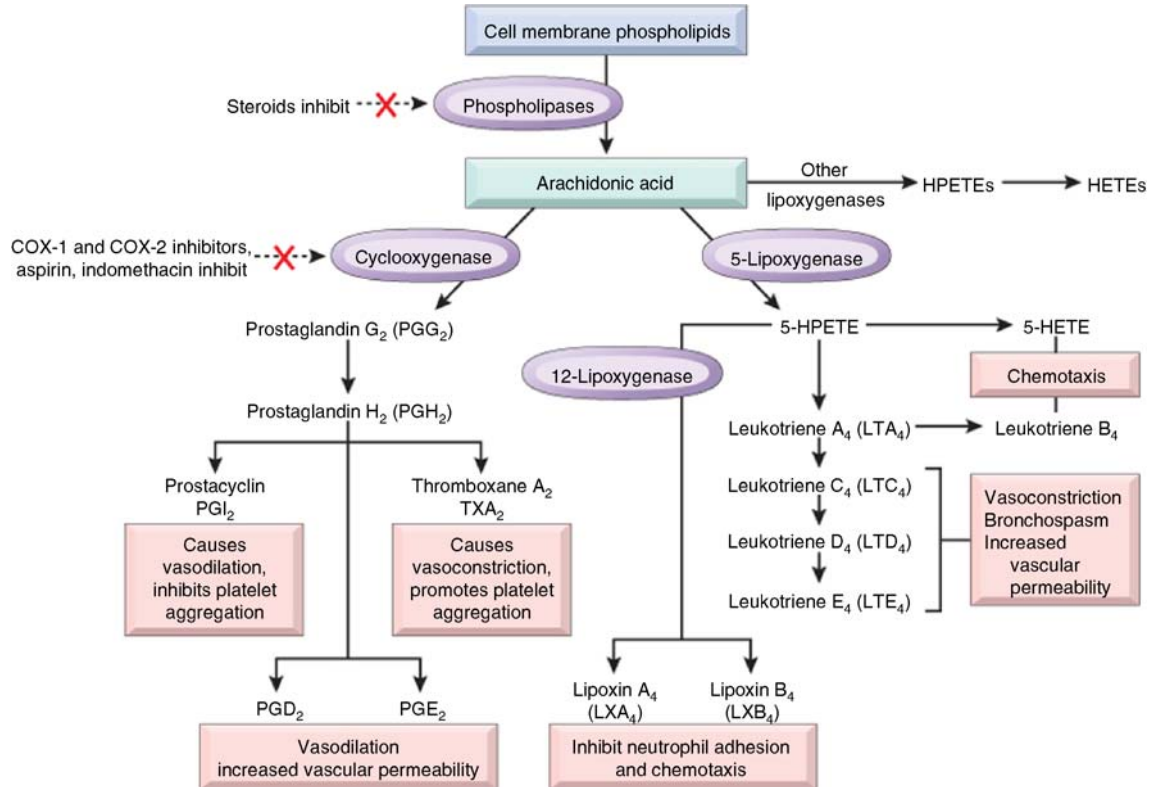 Cell membrane phospholipids
Steroids inhibit
Phospholipases
Arachidonic acid
Other
lipoxygenases
HPETEs
HETEs
COX-1 and COX-2 inhibitors,
aspirin, indomethacin inhibit
Cyclooxygenase
5-Lipoxygenase
Prostaglandin G₂ (PGG₂)
5-HPETE
5-HETE
12-Lipoxygenase
Chemotaxis
Prostaglandin H₂ (PGH₂)
Leukotriene A₄ (LTA₄)
Leukotriene B₄
Prostacyclin
PGI₂
Thromboxane A₂
TXA₂
Leukotriene C₄ (LTC₄)
Leukotriene D₄ (LTD₄)
Leukotriene E₄ (LTE₄)
Vasoconstriction
Bronchospasm
Increased
vascular
permeability
Causes
vasodilation,
inhibits platelet
aggregation
Causes
vasoconstriction,
promotes platelet
aggregation
PGD₂
PGE₂
Lipoxin A₄
(LXA₄)
Lipoxin B₄
(LXB₄)
Vasodilation
increased vascular permeability
Inhibit neutrophil adhesion
and chemotaxis